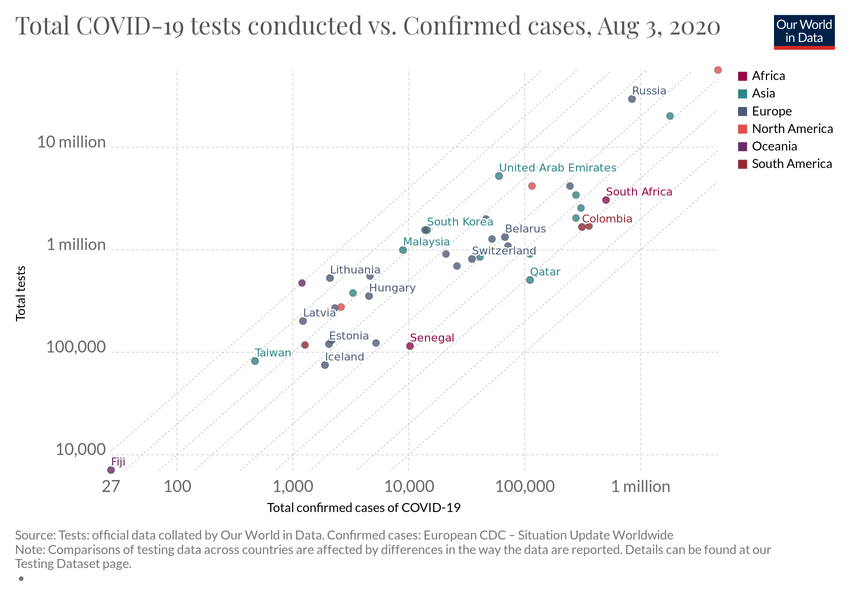 Total COVID-19 tests conducted vs. Confirmed cases, Aug 3, 2020
Our World
in Data
Africa
Asia
Europe
North America
Oceania
South America
Total tests
10 million
1 million
100,000
10,000
Russia
United Arab Emirates
South Africa
Colombia
South Korea
Belarus
Malaysia
Switzerland
Qatar
Lithuania
Hungary
Latvia
Estonia
Senegal
Taiwan
Iceland
Fiji
27
100
1,000
10,000
100,000
1 million
Total confirmed cases of COVID-19
Source: Tests: official data collated by Our World in Data. Confirmed cases: European CDC – Situation Update Worldwide
Note: Comparisons of testing data across countries are affected by differences in the way the data are reported. Details can be found at our
Testing Dataset page.